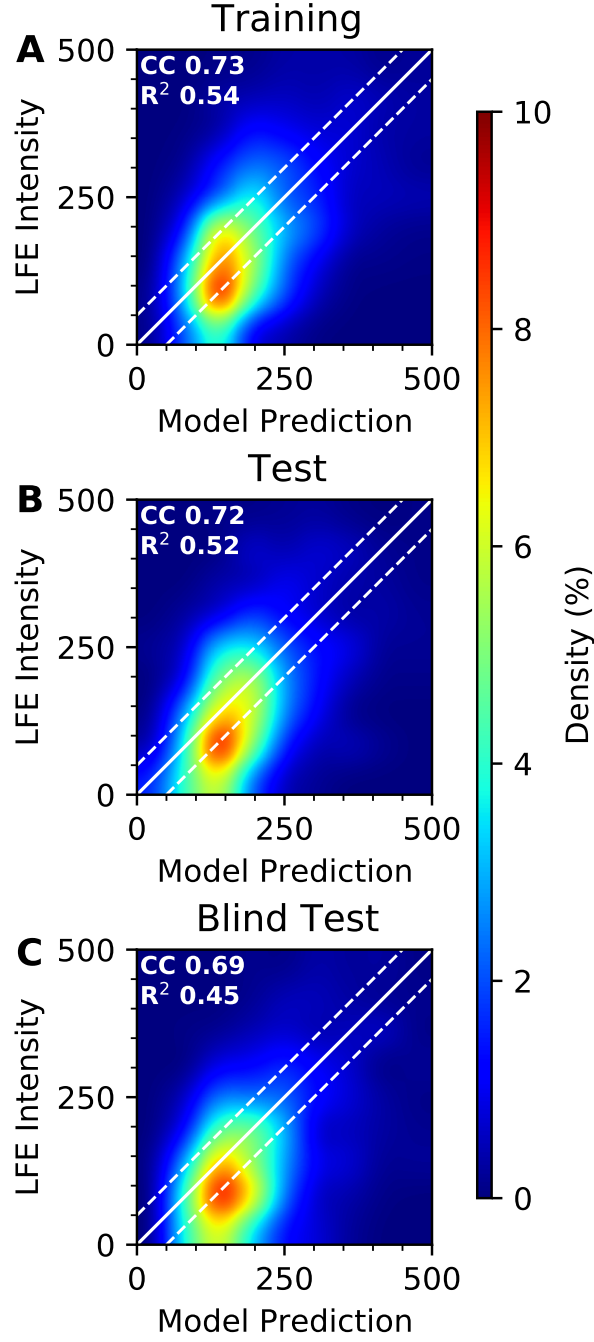 Training
A
500
CC 0.73
R² 0.54
LFE Intensity
250
0
0 250 500
Model Prediction
Test
B
500
CC 0.72
R² 0.52
LFE Intensity
250
0
0 250 500
Model Prediction
Blind Test
C
500
CC 0.69
R² 0.45
LFE Intensity
250
0
0 250 500
Model Prediction
10
8
6
4
2
0
Density (%)